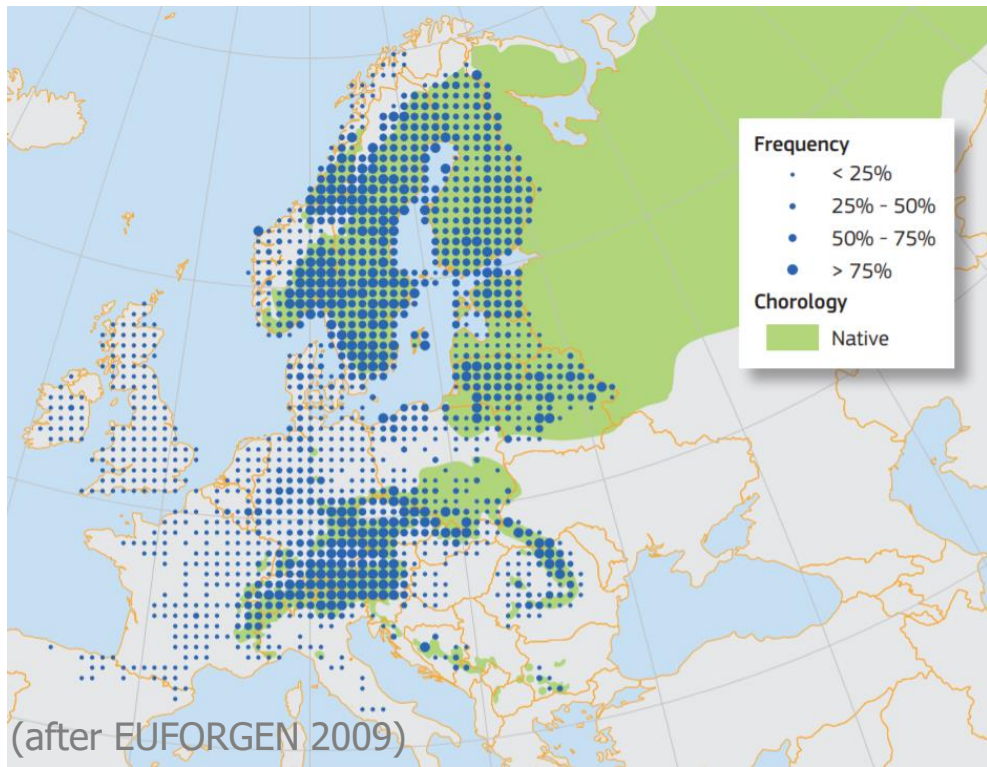 Frequency
< 25%
25% - 50%
50% - 75%
> 75%
Chorology
Native
(after EUFORGEN 2009)